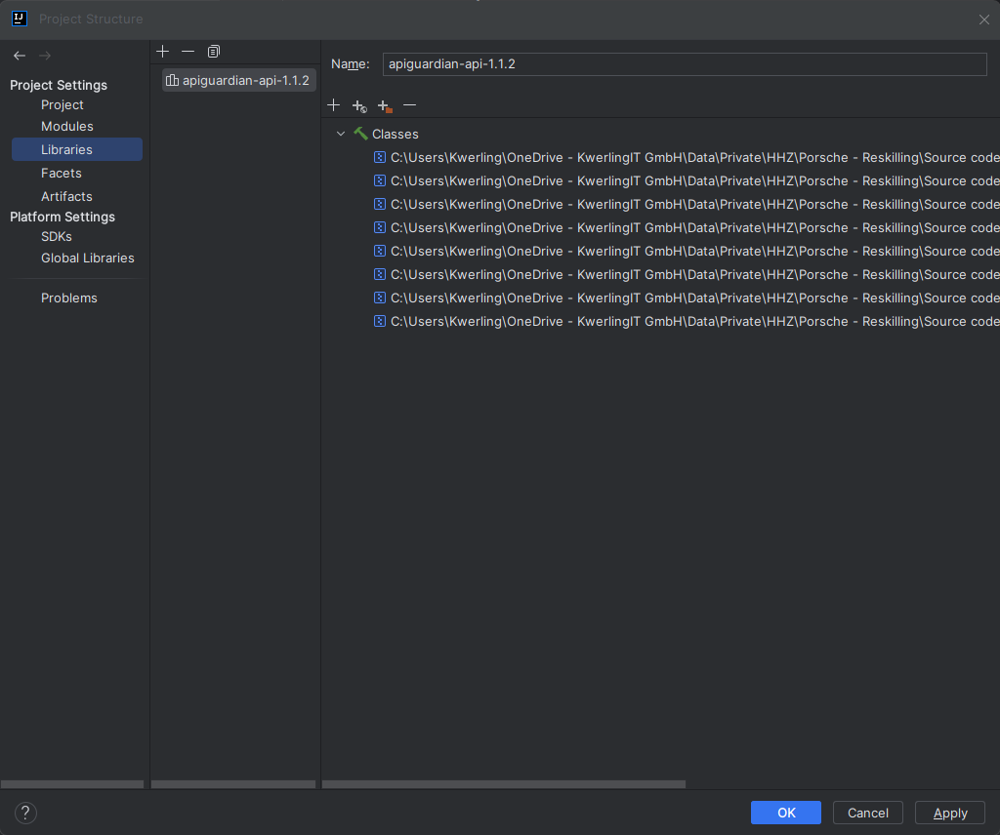 Project Structure
Project Settings
Project
Modules
Libraries
Facets
Artifacts
Platform Settings
SDKs
Global Libraries
Problems
apiguardian-api-1.1.2
Name: apiguardian-api-1.1.2
Classes
C:\Users\Kwerling\OneDrive - KwerlingIT GmbH\Data\Private\HHZ\Porsche - Reskilling\Source code
C:\Users\Kwerling\OneDrive - KwerlingIT GmbH\Data\Private\HHZ\Porsche - Reskilling\Source code
C:\Users\Kwerling\OneDrive - KwerlingIT GmbH\Data\Private\HHZ\Porsche - Reskilling\Source code
C:\Users\Kwerling\OneDrive - KwerlingIT GmbH\Data\Private\HHZ\Porsche - Reskilling\Source code
C:\Users\Kwerling\OneDrive - KwerlingIT GmbH\Data\Private\HHZ\Porsche - Reskilling\Source code
C:\Users\Kwerling\OneDrive - KwerlingIT GmbH\Data\Private\HHZ\Porsche - Reskilling\Source code
C:\Users\Kwerling\OneDrive - KwerlingIT GmbH\Data\Private\HHZ\Porsche - Reskilling\Source code
C:\Users\Kwerling\OneDrive - KwerlingIT GmbH\Data\Private\HHZ\Porsche - Reskilling\Source code
? OK Cancel Apply